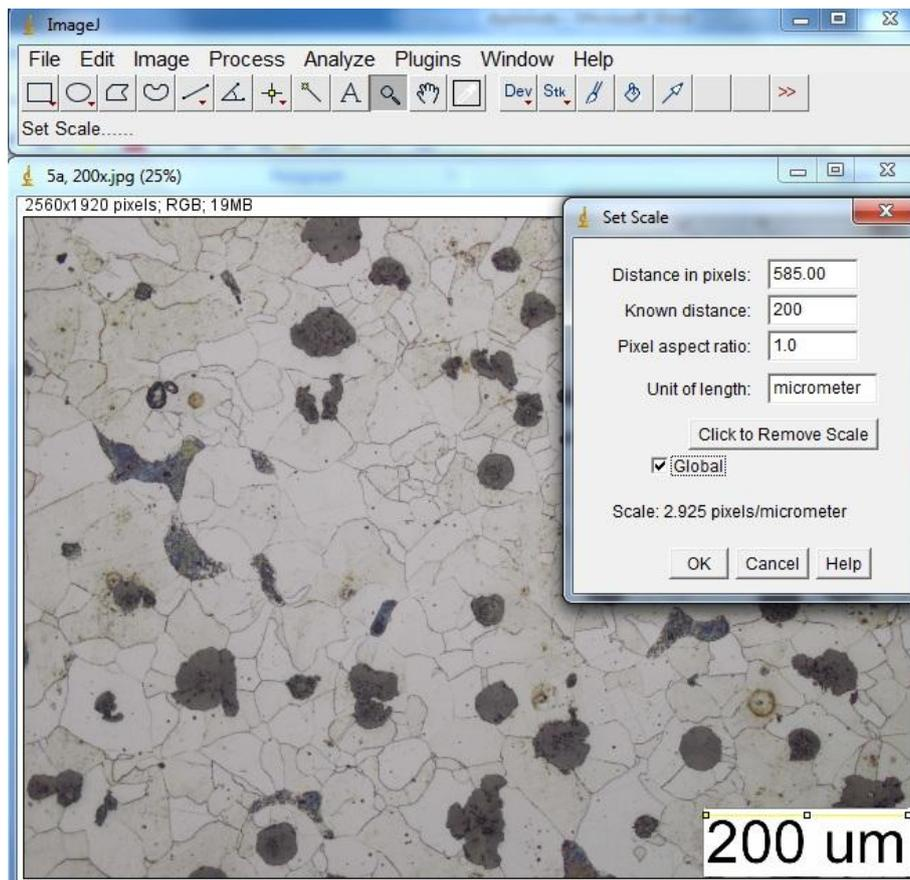 ImageJ
File Edit Image Process Analyze Plugins Window Help
A Dev Stk >>
Set Scale......
5a, 200x.jpg (25%)
2560x1920 pixels; RGB; 19MB
Set Scale
Distance in pixels: 585.00
Known distance: 200
Pixel aspect ratio: 1.0
Unit of length: micrometer
Click to Remove Scale
Global
Scale: 2.925 pixels/micrometer
OK Cancel Help
200 um